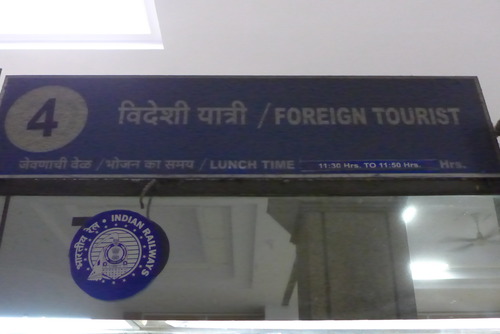 4 विदेशी यात्री / FOREIGN TOURIST
जेवणाची वेळ / भोजन का समय / LUNCH TIME 11:30 Hrs. TO 11:50 Hrs. Hrs.
भारतीय रेल • INDIAN RAILWAYS